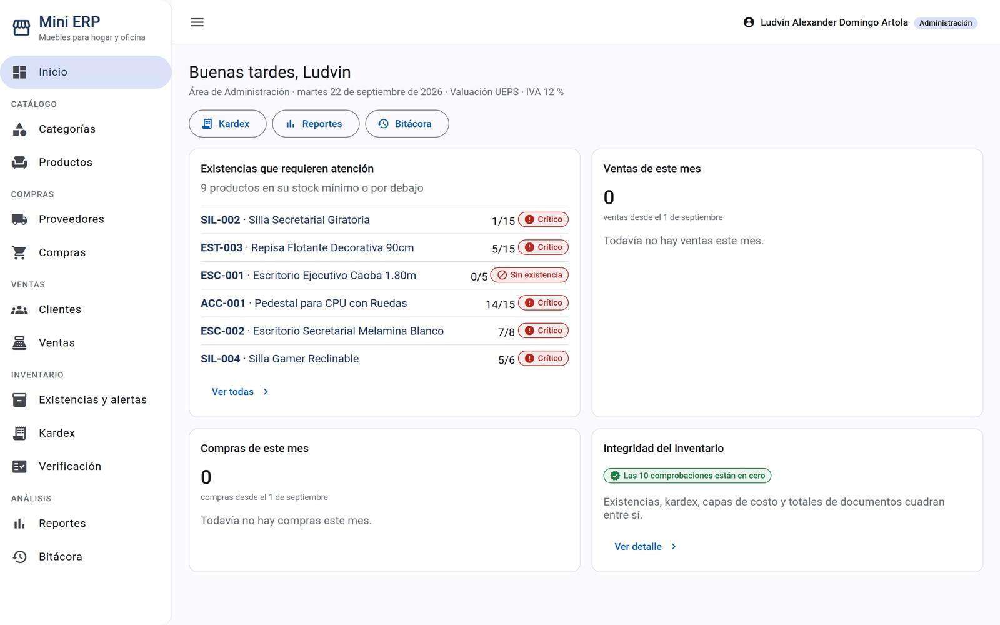 Mini ERP
Muebles para hogar y oficina
Inicio
CATÁLOGO
Categorías
Productos
COMPRAS
Proveedores
Compras
VENTAS
Clientes
Ventas
INVENTARIO
Existencias y alertas
Kardex
Verificación
ANÁLISIS
Reportes
Bitácora
Ludvin Alexander Domingo Artola Administración
Buenas tardes, Ludvin
Área de Administración · martes 22 de septiembre de 2026 · Valuación UEPS · IVA 12 %
Kardex Reportes Bitácora
Existencias que requieren atención
9 productos en su stock mínimo o por debajo
SIL-002 · Silla Secretarial Giratoria 1/15 Crítico
EST-003 · Repisa Flotante Decorativa 90cm 5/15 Crítico
ESC-001 · Escritorio Ejecutivo Caoba 1.80m 0/5 Sin existencia
ACC-001 · Pedestal para CPU con Ruedas 14/15 Crítico
ESC-002 · Escritorio Secretarial Melamina Blanco 7/8 Crítico
SIL-004 · Silla Gamer Reclinable 5/6 Crítico
Ver todas
Ventas de este mes
0
ventas desde el 1 de septiembre
Todavía no hay ventas este mes.
Compras de este mes
0
compras desde el 1 de septiembre
Todavía no hay compras este mes.
Integridad del inventario
Las 10 comprobaciones están en cero
Existencias, kardex, capas de costo y totales de documentos cuadran
entre sí.
Ver detalle